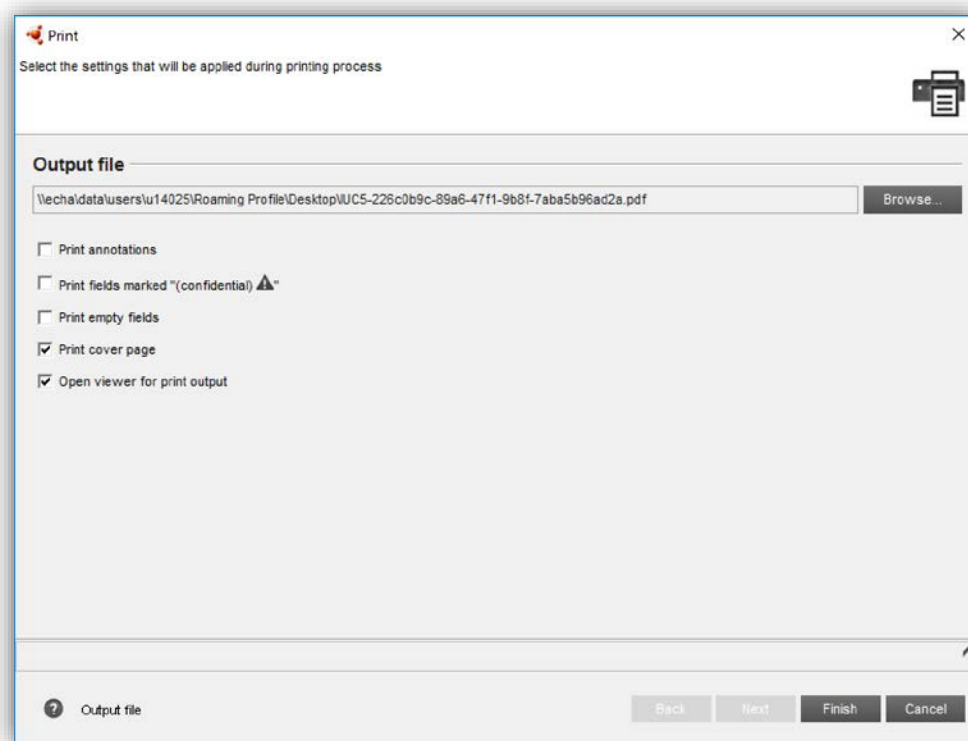 Print
Select the settings that will be applied during printing process
Output file
\\echa\data\users\u14025\Roaming Profile\Desktop\IUC5-226c0b9c-89a6-47f1-9b8f-7aba5b96ad2a.pdf
Browse...
Print annotations
Print fields marked "(confidential) "
Print empty fields
Print cover page
Open viewer for print output
? Output file
Back Next Finish Cancel